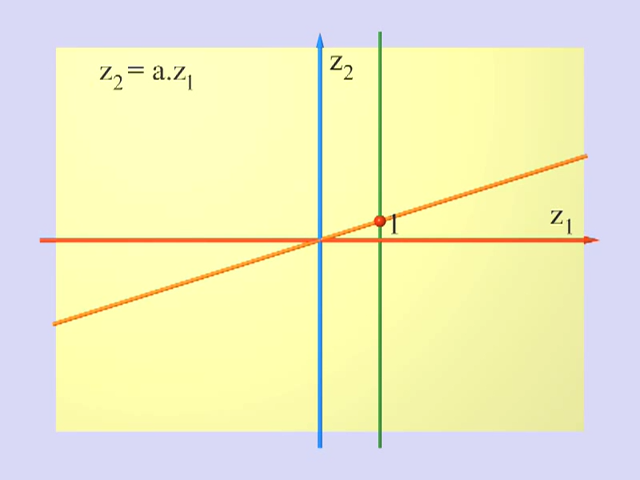 z₂ = a.z₁
z₂
z₁
1